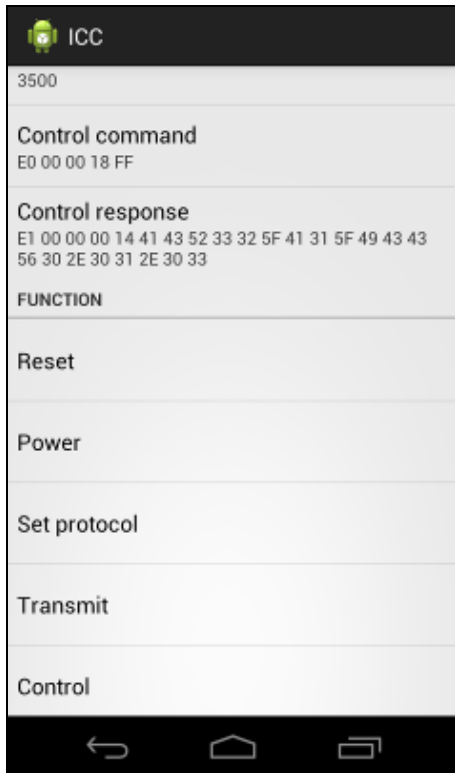 ICC
3500
Control command
E0 00 00 18 FF
Control response
E1 00 00 00 14 41 43 52 33 32 5F 41 31 5F 49 43 43
56 30 2E 30 31 2E 30 33
FUNCTION
Reset
Power
Set protocol
Transmit
Control